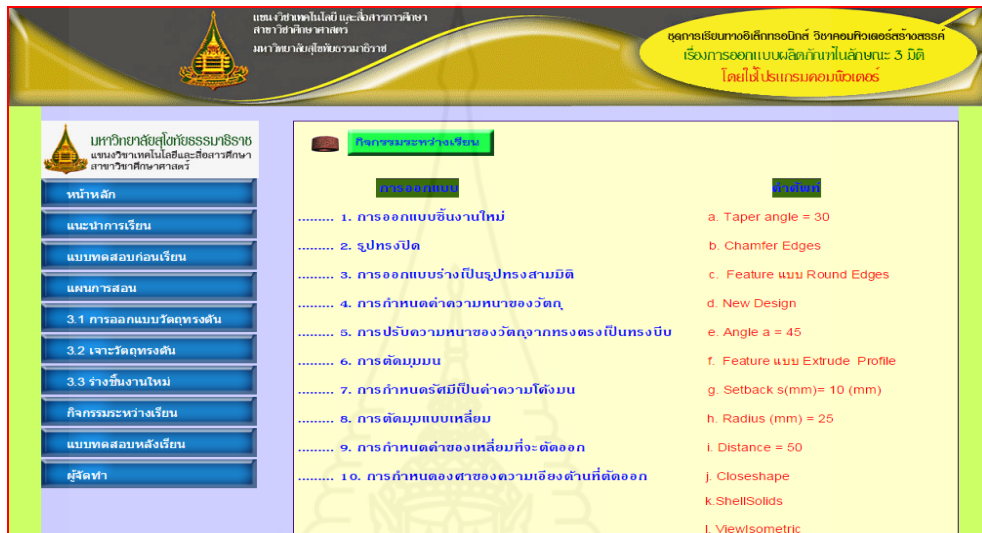 แขนงวิชาเทคโนโลยี และสื่อสารการศึกษา
สาขาวิชาศึกษาศาสตร์
มหาวิทยาลัยสุโขทัยธรรมาธิราช
ชุดการเรียนทางอิเล็กทรอนิกส์ วิชาคอมพิวเตอร์สร้างสรรค์
เรื่องการออกแบบผลิตภัณฑ์ในลักษณะ 3 มิติ
โดยใช้โปรแกรมคอมพิวเตอร์
มหาวิทยาลัยสุโขทัยธรรมาธิราช
แขนงวิชาเทคโนโลยีและสื่อสารศึกษา
สาขาวิชาศึกษาศาสตร์
หน้าหลัก
แนะนำการเรียน
แบบทดสอบก่อนเรียน
แผนการสอน
3.1 การออกแบบวัตถุทรงตัน
3.2 เจาะวัตถุทรงตัน
3.3 ร่างชิ้นงานใหม่
กิจกรรมระหว่างเรียน
แบบทดสอบหลังเรียน
ผู้จัดทำ
กิจกรรมระหว่างเรียน
การออกแบบ
......... 1. การออกแบบชิ้นงานใหม่
......... 2. รูปทรงปิด
......... 3. การออกแบบร่างเป็นรูปทรงสามมิติ
......... 4. การกำหนดค่าความหนาของวัตถุ
......... 5. การปรับความหนาของวัตถุจากทรงตรงเป็นทรงบีบ
......... 6. การตัดมุมมน
......... 7. การกำหนดรัศมีเป็นค่าความโค้งมน
......... 8. การตัดมุมแบบเหลี่ยม
......... 9. การกำหนดค่าของเหลี่ยมที่จะตัดออก
......... 10. การกำหนดองศาของความเอียงด้านที่ตัดออก
คำศัพท์
a. Taper angle = 30
b. Chamfer Edges
c. Feature แบบ Round Edges
d. New Design
e. Angle a = 45
f. Feature แบบ Extrude Profile
g. Setback s(mm)= 10 (mm)
h. Radius (mm) = 25
i. Distance = 50
j. Closeshape
k.ShellSolids
l. ViewIsometric